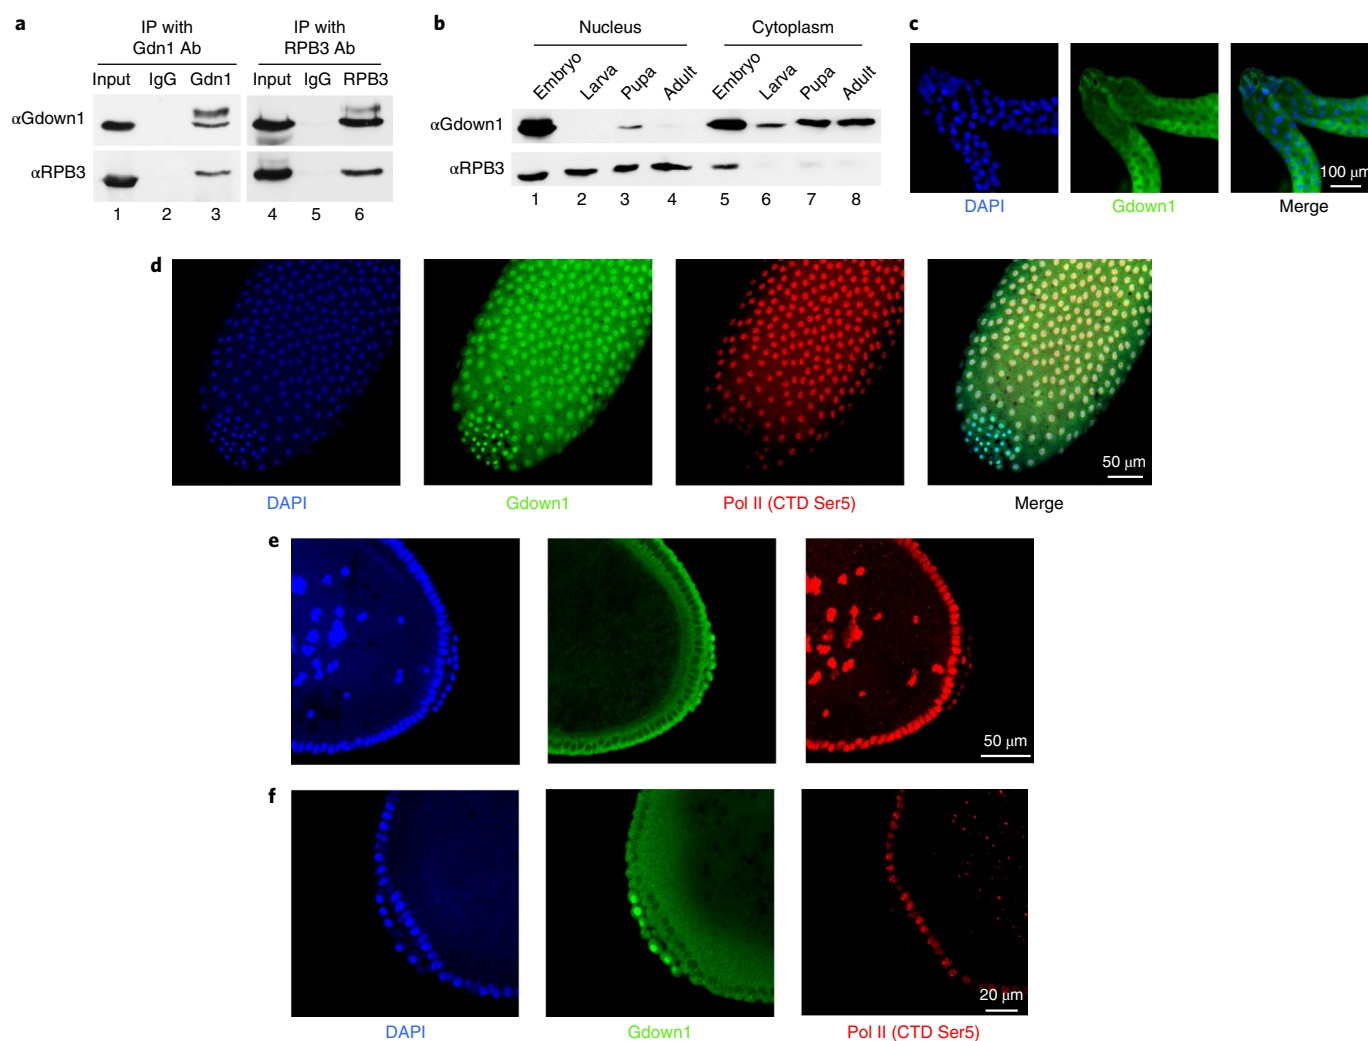 a
IP with
Gdn1 Ab
IP with
RPB3 Ab
Input IgG Gdn1 Input IgG RPB3
αGdown1
αRPB3
1 2 3 4 5 6
b
Nucleus Cytoplasm
Embryo Larva Pupa Adult Embryo Larva Pupa Adult
αGdown1
αRPB3
1 2 3 4 5 6 7 8
c
100 μm
DAPI Gdown1 Merge
d
50 μm
DAPI Gdown1 Pol II (CTD Ser5) Merge
e
50 μm
f
20 μm
DAPI Gdown1 Pol II (CTD Ser5)